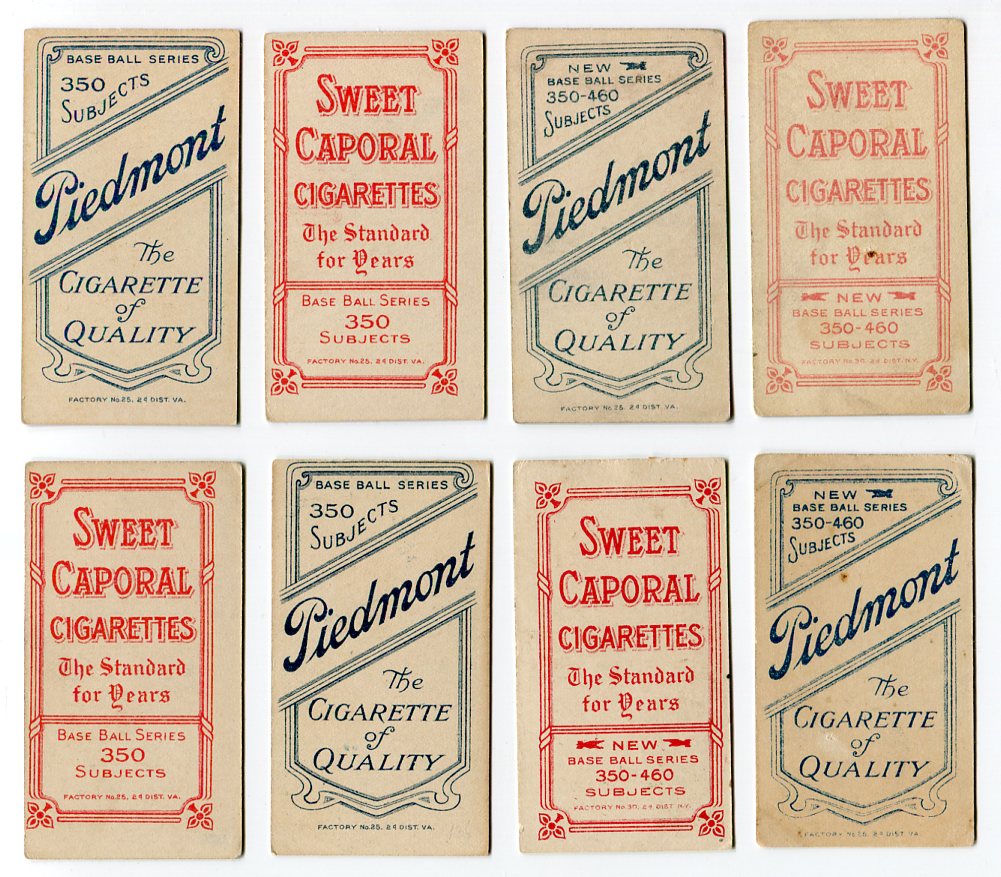 BASE BALL SERIES
350
SUBJECTS
Piedmont
The
CIGARETTE
of
QUALITY
FACTORY No.25, 2d DIST. VA.
SWEET
CAPORAL
CIGARETTES
The Standard
for Years
BASE BALL SERIES
350
SUBJECTS
FACTORY No.25, 2d DIST. VA.
NEW
BASE BALL SERIES
350-460
SUBJECTS
Piedmont
The
CIGARETTE
of
QUALITY
FACTORY No.25, 2d DIST. VA.
SWEET
CAPORAL
CIGARETTES
The Standard
for Years
NEW
BASE BALL SERIES
350-460
SUBJECTS
FACTORY No.30, 2d DIST. N.Y.
SWEET
CAPORAL
CIGARETTES
The Standard
for Years
BASE BALL SERIES
350
SUBJECTS
FACTORY No.25, 2d DIST. VA.
BASE BALL SERIES
350
SUBJECTS
Piedmont
The
CIGARETTE
of
QUALITY
FACTORY No.25, 2d DIST. VA.
SWEET
CAPORAL
CIGARETTES
The Standard
for Years
NEW
BASE BALL SERIES
350-460
SUBJECTS
FACTORY No.30, 2d DIST. N.Y.
NEW
BASE BALL SERIES
350-460
SUBJECTS
Piedmont
The
CIGARETTE
of
QUALITY
FACTORY No.25, 2d DIST. VA.